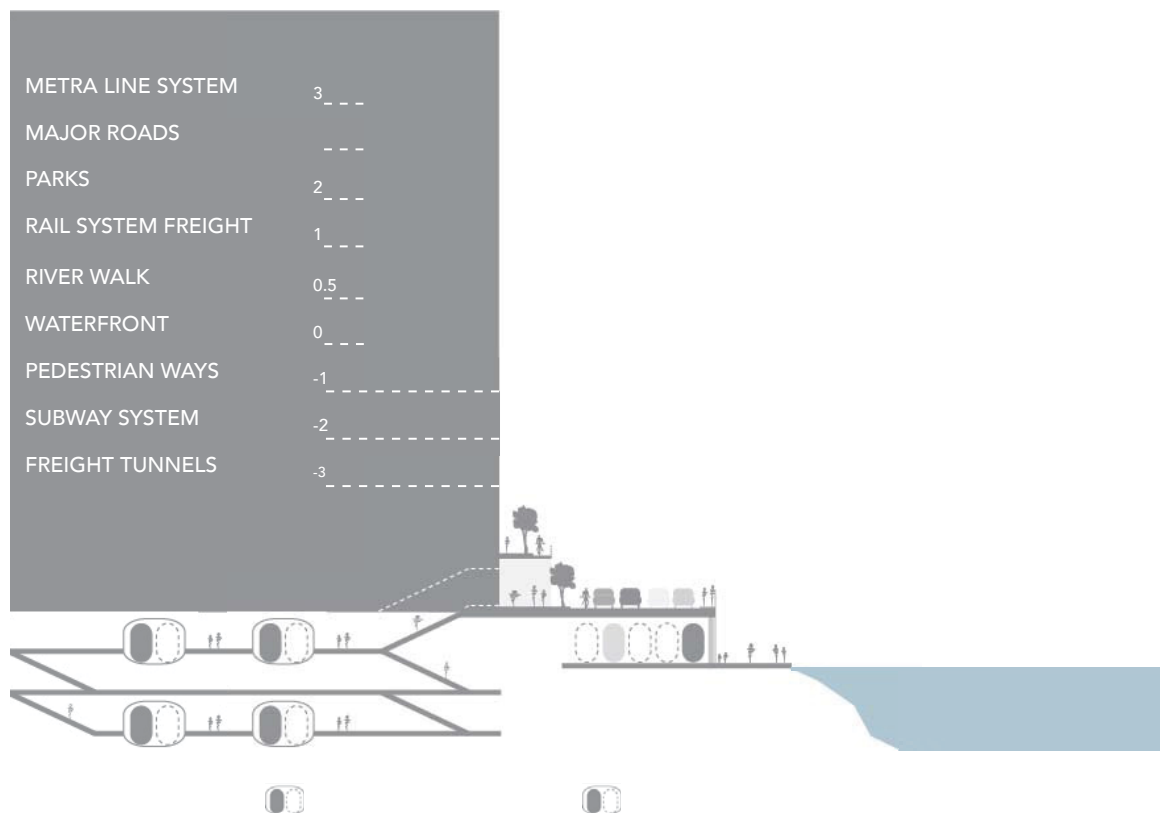 METRA LINE SYSTEM 3
MAJOR ROADS
PARKS 2
RAIL SYSTEM FREIGHT 1
RIVER WALK 0.5
WATERFRONT 0
PEDESTRIAN WAYS -1
SUBWAY SYSTEM -2
FREIGHT TUNNELS -3